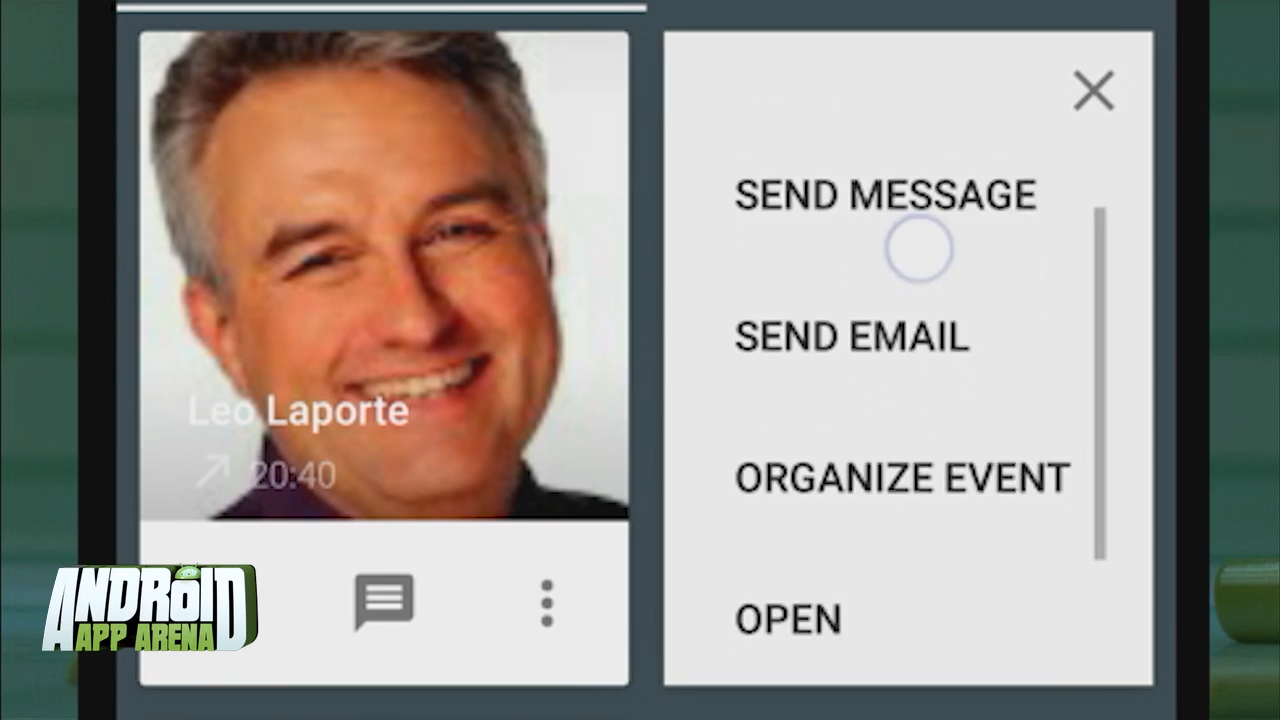 Leo Laporte
20:40
SEND MESSAGE
SEND EMAIL
ORGANIZE EVENT
OPEN
ANDROID
APP ARENA